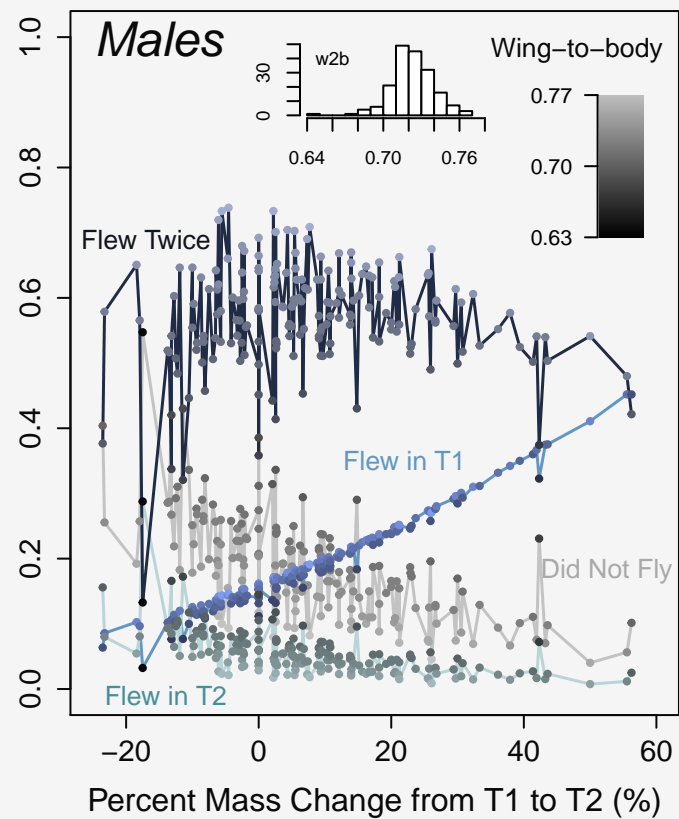 Males
w2b
Wing−to−body
0 30
0.64 0.70 0.76
0.77
0.70
0.63
1.0
0.8
0.6
0.4
0.2
0.0
Flew Twice
Flew in T1
Did Not Fly
Flew in T2
−20 0 20 40 60
Percent Mass Change from T1 to T2 (%)